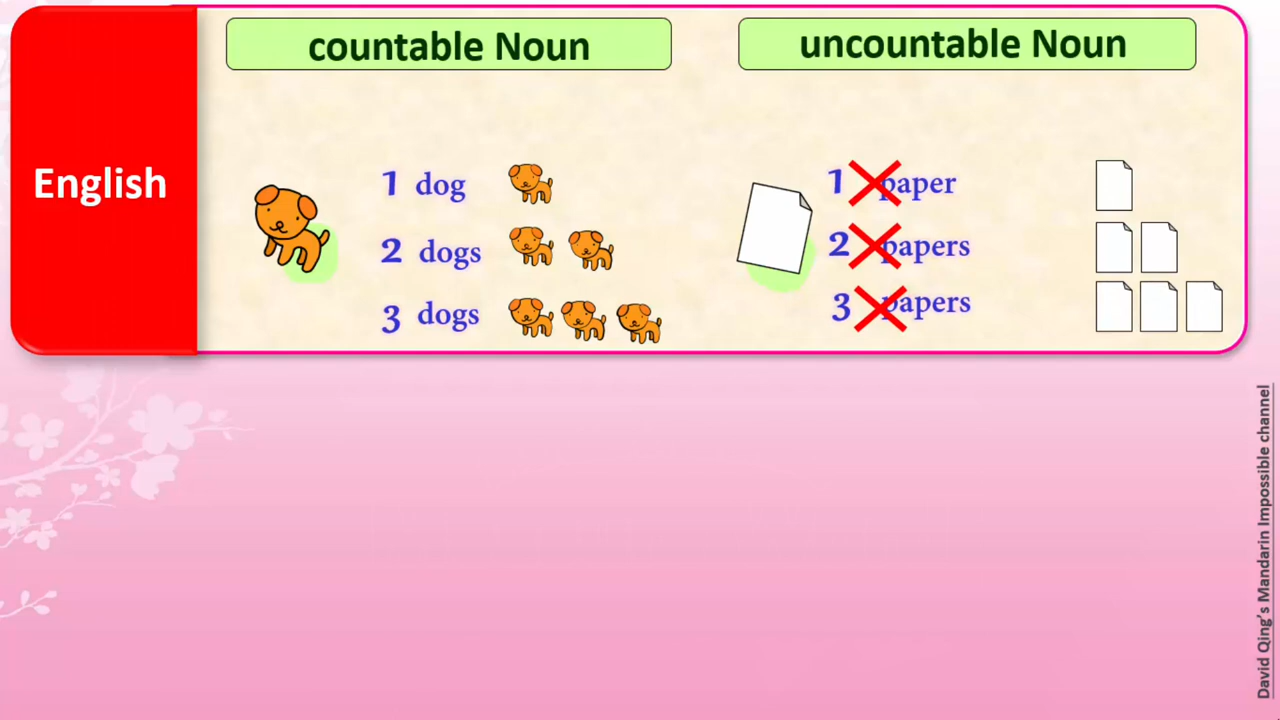 English
countable Noun
1 dog
2 dogs
3 dogs
uncountable Noun
1 paper
2 papers
3 papers
David Qing's Mandarin Impossible channel